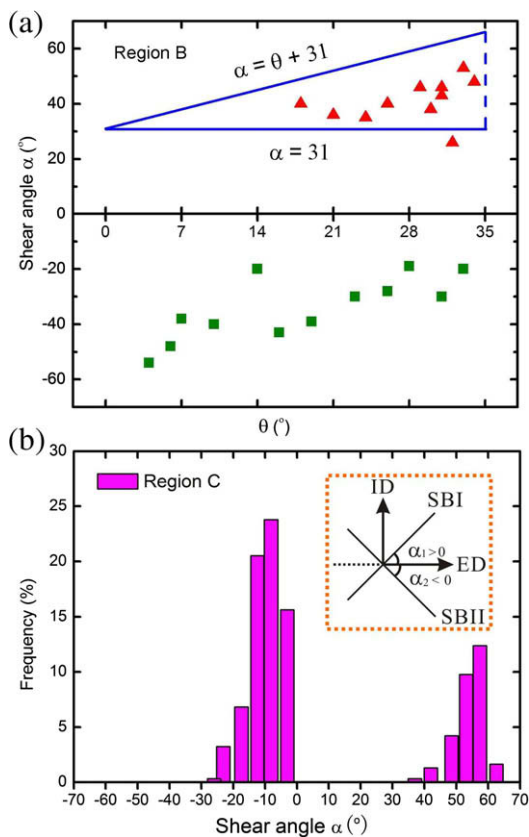 (a)
Region B
α = θ + 31
α = 31
Shear angle α (°)
60
40
20
0
-20
-40
-60
0 7 14 21 28 35
θ (°)
(b)
Region C
ID
SBI
α₁>0
ED
α₂ < 0
SBII
Frequency (%)
30
25
20
15
10
5
0
-70 -60 -50 -40 -30 -20 -10 0 10 20 30 40 50 60 70
Shear angle α (°)